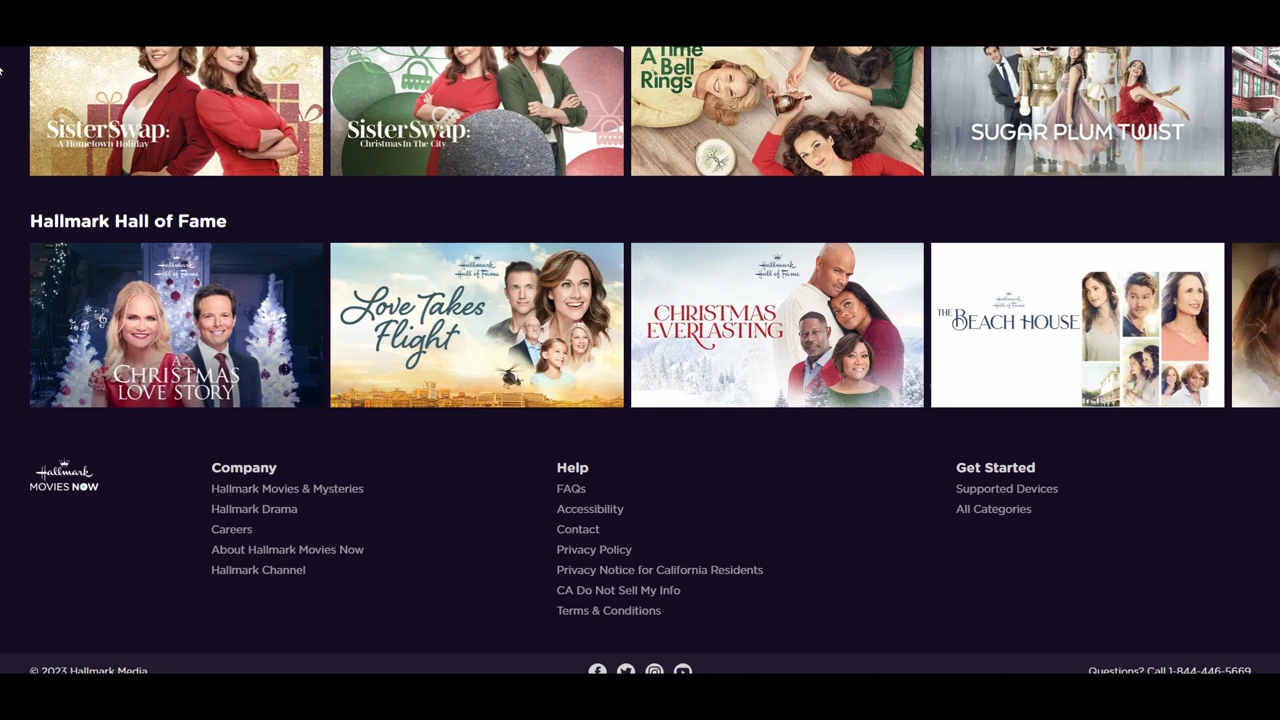 SisterSwap:
A Hometown Holiday
SisterSwap:
Christmas In The City
Time
A Bell
Rings
SUGAR PLUM TWIST
Hallmark Hall of Fame
Hallmark
Hall of Fame
A
CHRISTMAS
LOVE STORY
Hallmark
Hall of Fame
Love Takes
Flight
Hallmark
Hall of Fame
CHRISTMAS
EVERLASTING
Hallmark
Hall of Fame
THE BEACH HOUSE
Hallmark
MOVIES NOW
Company
Hallmark Movies & Mysteries
Hallmark Drama
Careers
About Hallmark Movies Now
Hallmark Channel
Help
FAQs
Accessibility
Contact
Privacy Policy
Privacy Notice for California Residents
CA Do Not Sell My Info
Terms & Conditions
Get Started
Supported Devices
All Categories
© 2023 Hallmark Media
Questions? Call 1-844-446-5669